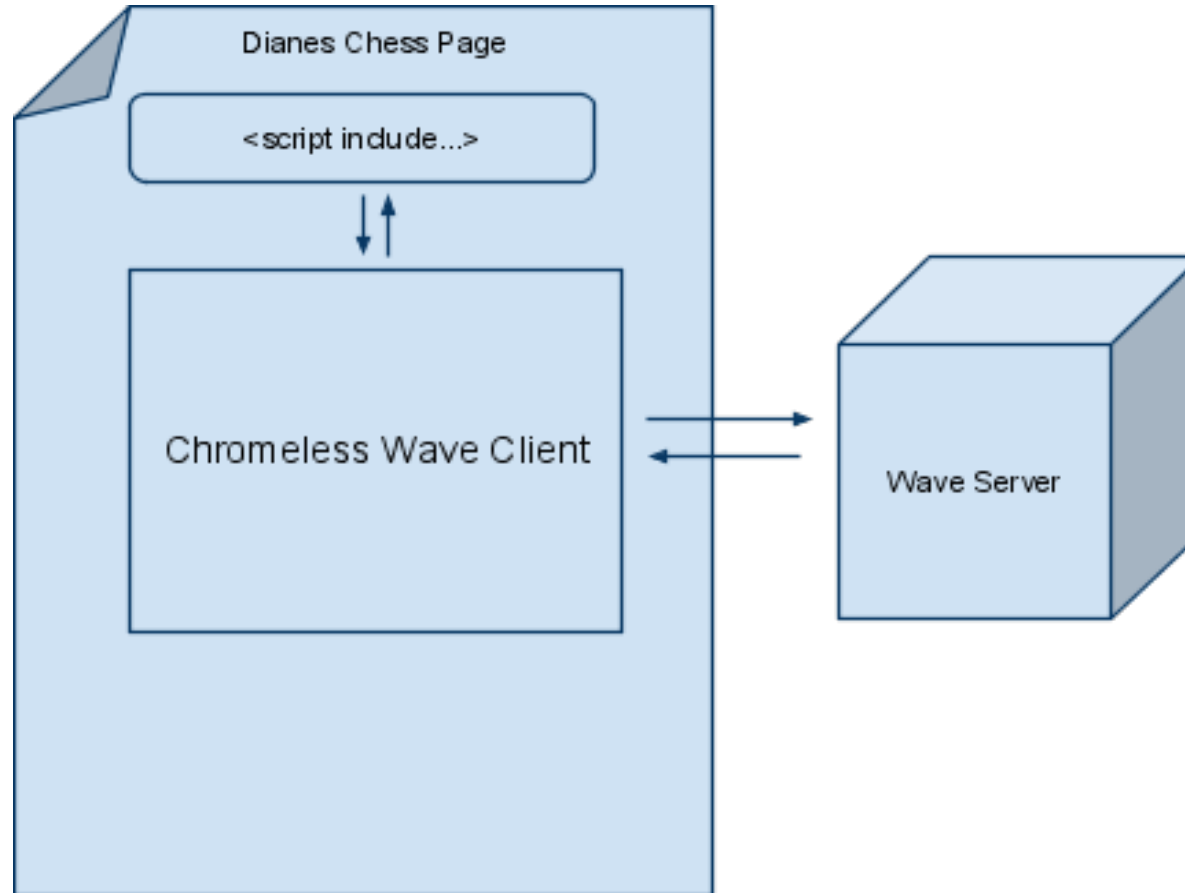 Dianes Chess Page
<script include...>
Chromeless Wave Client
Wave Server